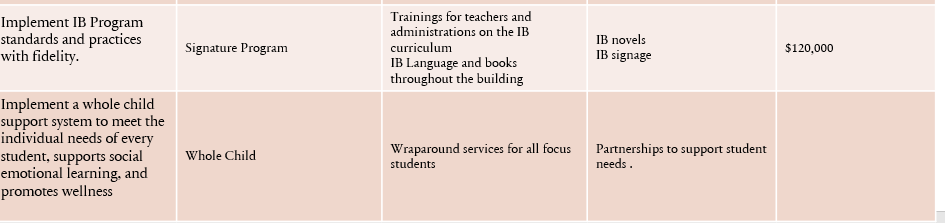 Implement IB Program
standards and practices
with fidelity.
Signature Program
Trainings for teachers and
administrations on the IB
curriculum
IB Language and books
throughout the building
IB novels
IB signage
$120,000
Implement a whole child
support system to meet the
individual needs of every
student, supports social
emotional learning, and
promotes wellness
Whole Child
Wraparound services for all focus
students
Partnerships to support student
needs .